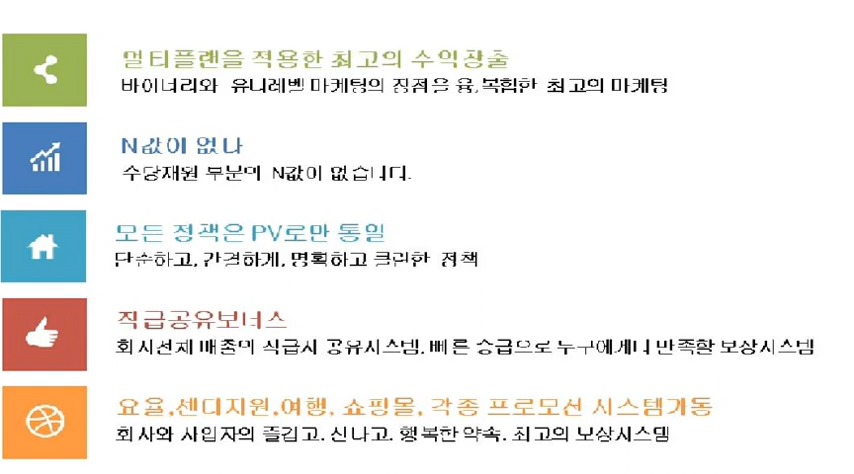 멀티플랜을 적용한 최고의 수익창출
바이너리와 유니레벨 마케팅의 장점을 융,복합한 최고의 마케팅
N값이 없다
수당재원 부분의 N값이 없습니다.
모든 정책은 PV로만 통일
단순하고, 간결하게, 명확하고 클린한 정책
직급공유보너스
회사전체 매출의 직급사 공유시스템, 빠른 승급으로 누구에게나 만족할 보상시스템
요율,센터지원,여행, 쇼핑몰, 각종 프로모션 시스템가동
회사와 사업자의 즐겁고, 신나고, 행복한 약속, 최고의 보상시스템